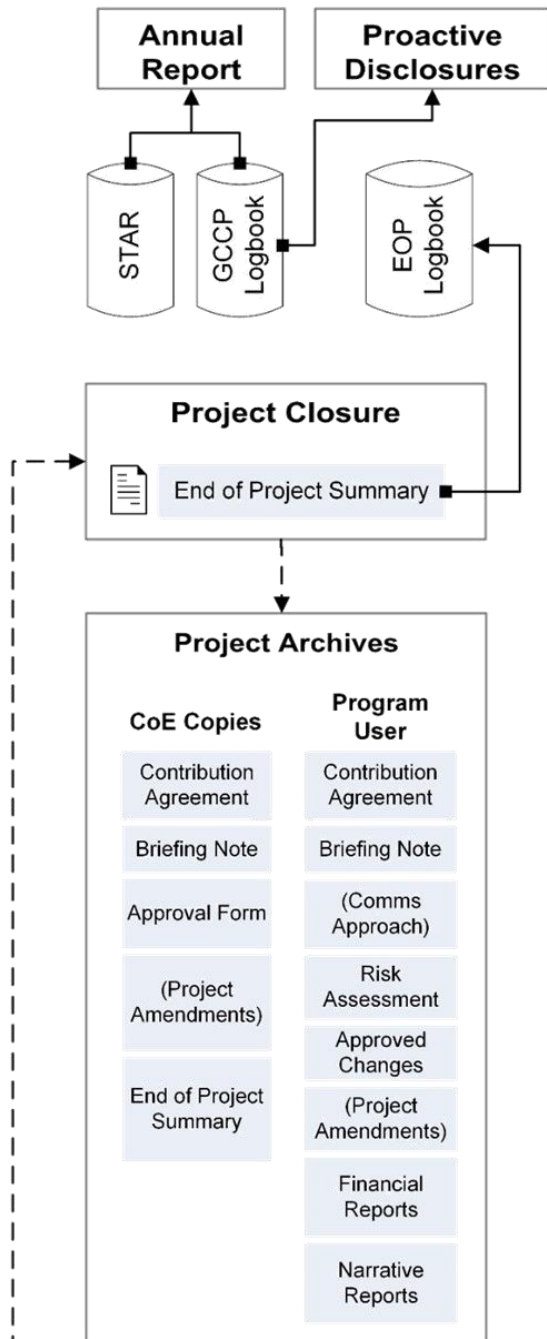 Annual
Report
Proactive
Disclosures
STAR
GCCP
Logbook
EOP
Logbook
Project Closure
End of Project Summary
Project Archives
CoE Copies
Contribution
Agreement
Briefing Note
Approval Form
(Project
Amendments)
End of Project
Summary
Program
User
Contribution
Agreement
Briefing Note
(Comms
Approach)
Risk
Assessment
Approved
Changes
(Project
Amendments)
Financial
Reports
Narrative
Reports